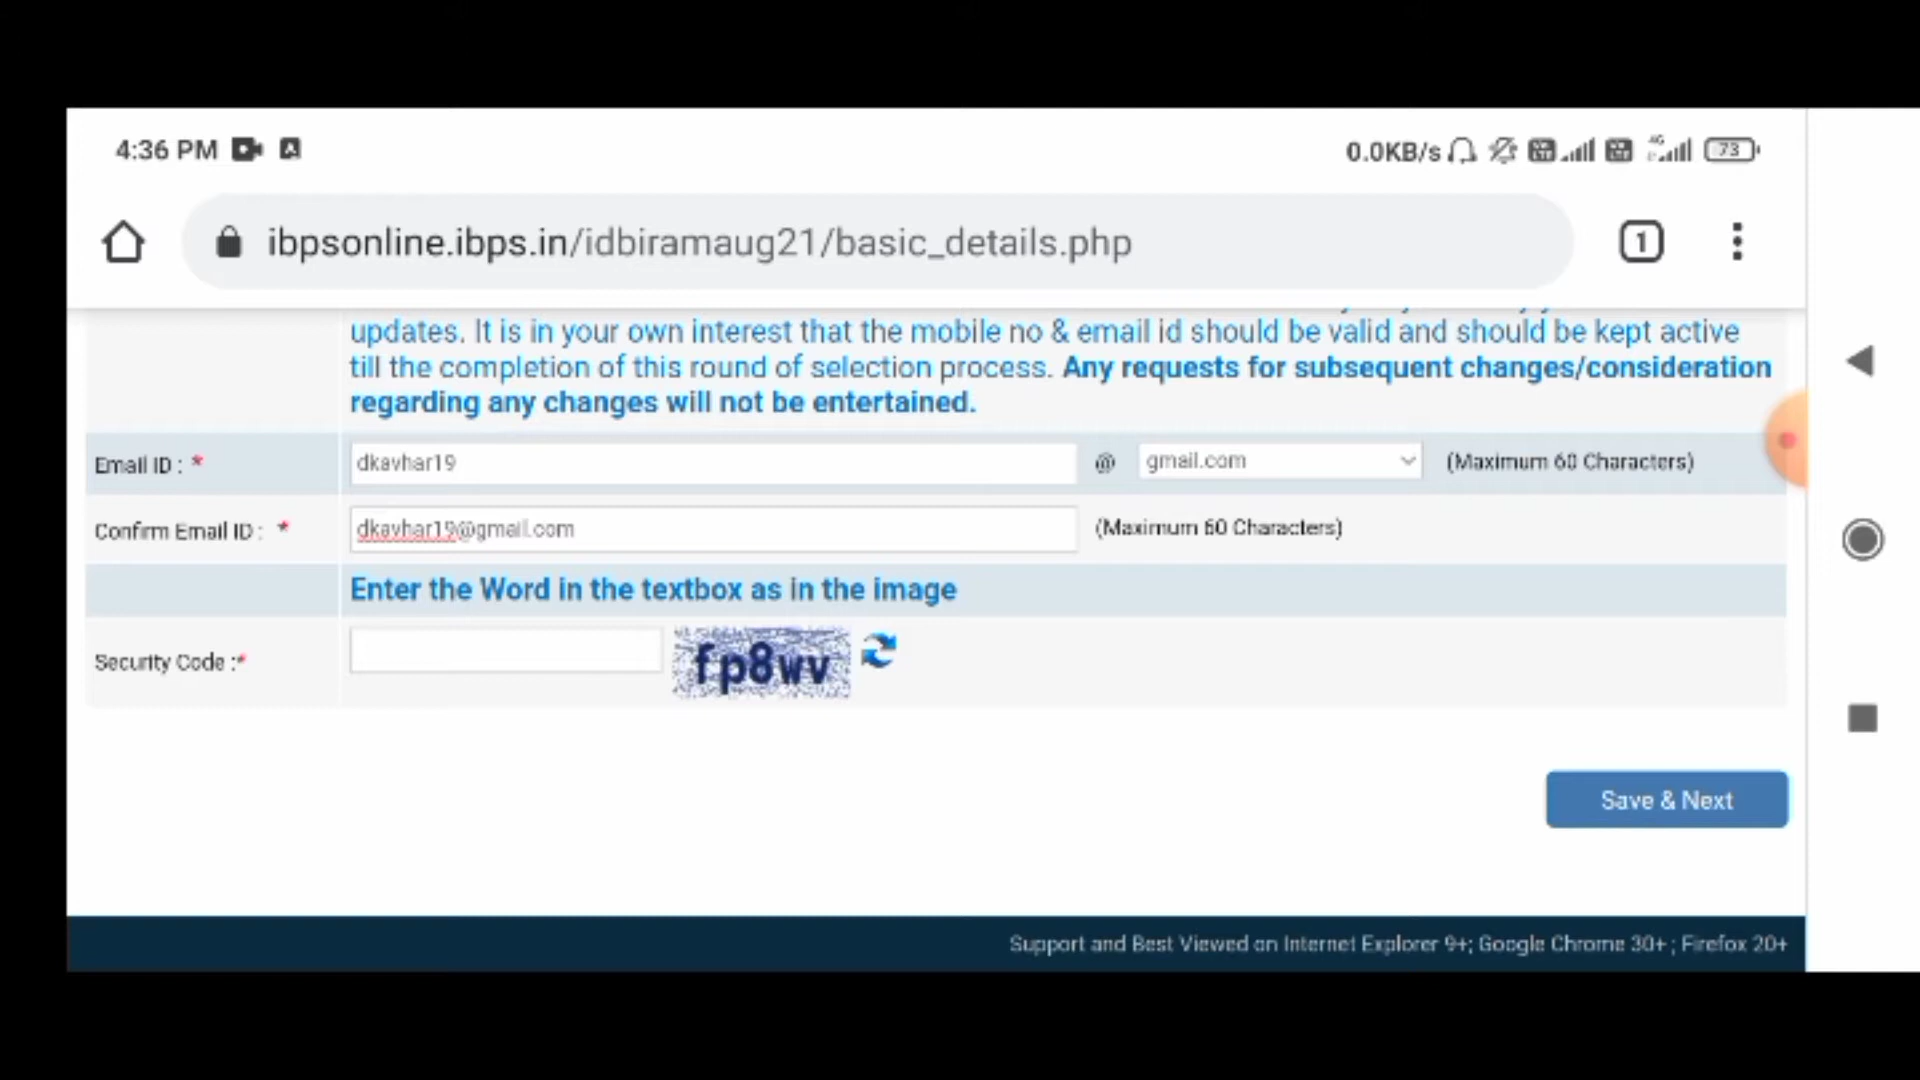 4:36 PM
0.0KB/s
73
ibpsonline.ibps.in/idbiramaug21/basic_details.php
1
updates. It is in your own interest that the mobile no & email id should be valid and should be kept active
till the completion of this round of selection process. Any requests for subsequent changes/consideration
regarding any changes will not be entertained.
Email ID : * dkavhar19 @ gmail.com (Maximum 60 Characters)
Confirm Email ID : * dkavhar19@gmail.com (Maximum 60 Characters)
Enter the Word in the textbox as in the image
Security Code :* fp8wv
Save & Next
Support and Best Viewed on Internet Explorer 9+; Google Chrome 30+ ; Firefox 20+